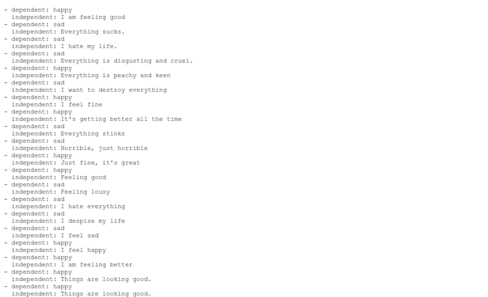 - dependent: happy
  independent: I am feeling good
- dependent: sad
  independent: Everything sucks.
- dependent: sad
  independent: I hate my life.
- dependent: sad
  independent: Everything is disgusting and cruel.
- dependent: happy
  independent: Everything is peachy and keen
- dependent: sad
  independent: I want to destroy everything
- dependent: happy
  independent: I feel fine
- dependent: happy
  independent: It's getting better all the time
- dependent: sad
  independent: Everything stinks
- dependent: sad
  independent: Horrible, just horrible
- dependent: happy
  independent: Just fine, it's great
- dependent: happy
  independent: Feeling good
- dependent: sad
  independent: Feeling lousy
- dependent: sad
  independent: I hate everything
- dependent: sad
  independent: I despise my life
- dependent: sad
  independent: I feel sad
- dependent: happy
  independent: I feel happy
- dependent: happy
  independent: I am feeling better
- dependent: happy
  independent: Things are looking good.
- dependent: happy
  independent: Things are looking good.